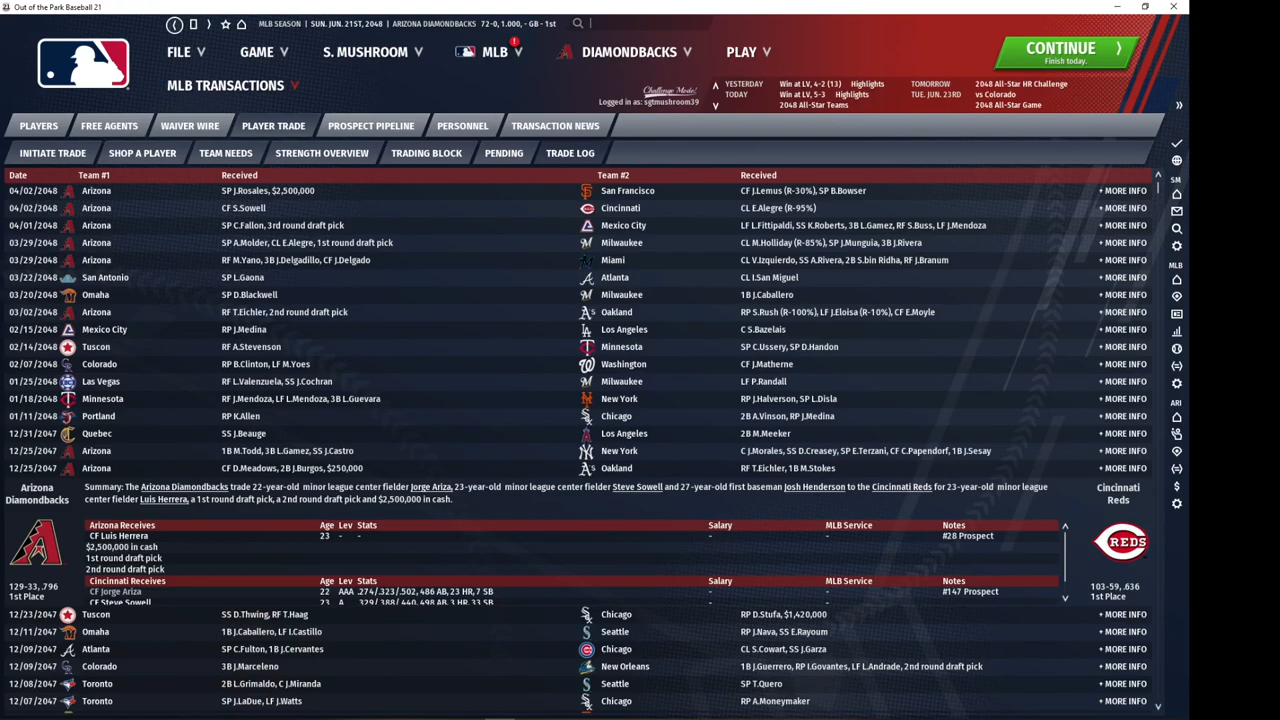 Out of the Park Baseball 21
MLB SEASON | SUN. JUN. 21ST, 2048 | ARIZONA DIAMONDBACKS 72-0, 1.000, - GB - 1st
FILE GAME S. MUSHROOM MLB DIAMONDBACKS PLAY
CONTINUE
Finish today.
MLB TRANSACTIONS
Challenge Mode!
Logged in as: sgtmushroom39
YESTERDAY Win at LV, 4-2 (13) Highlights TOMORROW 2048 All-Star HR Challenge
TODAY Win at LV, 5-3 Highlights TUE. JUN. 23RD vs Colorado
2048 All-Star Teams 2048 All-Star Game
PLAYERS FREE AGENTS WAIVER WIRE PLAYER TRADE PROSPECT PIPELINE PERSONNEL TRANSACTION NEWS
INITIATE TRADE SHOP A PLAYER TEAM NEEDS STRENGTH OVERVIEW TRADING BLOCK PENDING TRADE LOG
Date Team #1 Received Team #2 Received
04/02/2048 Arizona SP J.Rosales, $2,500,000 San Francisco CF J.Lemus (R-30%), SP B.Bowser + MORE INFO
04/02/2048 Arizona CF S.Sowell Cincinnati CL E.Alegre (R-95%) + MORE INFO
04/01/2048 Arizona SP C.Fallon, 3rd round draft pick Mexico City LF L.Fittipaldi, SS K.Roberts, 3B L.Gamez, RF S.Buss, LF J.Mendoza + MORE INFO
03/29/2048 Arizona SP A.Molder, CL E.Alegre, 1st round draft pick Milwaukee CL M.Holliday (R-85%), SP J.Munguia, 3B J.Rivera + MORE INFO
03/29/2048 Arizona RF M.Yano, 3B J.Delgadillo, CF J.Delgado Miami CL V.Izquierdo, SS A.Rivera, 2B S.bin Ridha, RF J.Branum + MORE INFO
03/22/2048 San Antonio SP L.Gaona Atlanta CL I.San Miguel + MORE INFO
03/20/2048 Omaha SP D.Blackwell Milwaukee 1B J.Caballero + MORE INFO
03/02/2048 Arizona RF T.Eichler, 2nd round draft pick Oakland RP S.Rush (R-100%), LF J.Eloisa (R-10%), CF E.Moyle + MORE INFO
02/15/2048 Mexico City RP J.Medina Los Angeles C S.Bazelais + MORE INFO
02/14/2048 Tuscon RF A.Stevenson Minnesota SP C.Ussery, SP D.Handon + MORE INFO
02/07/2048 Colorado RP B.Clinton, LF M.Yoes Washington CF J.Matherne + MORE INFO
01/25/2048 Las Vegas RF L.Valenzuela, SS J.Cochran Milwaukee LF P.Randall + MORE INFO
01/18/2048 Minnesota RF J.Mendoza, LF L.Mendoza, 3B L.Guevara New York RP J.Halverson, SP L.Disla + MORE INFO
01/11/2048 Portland RP K.Allen Chicago 2B A.Vinson, RP J.Medina + MORE INFO
12/31/2047 Quebec SS J.Beauge Los Angeles 2B M.Meeker + MORE INFO
12/25/2047 Arizona 1B M.Todd, 3B L.Gamez, SS J.Castro New York C J.Morales, SS D.Creasey, SP E.Terzani, CF C.Papendorf, 1B J.Sesay + MORE INFO
12/25/2047 Arizona CF D.Meadows, 2B J.Burgos, $250,000 Oakland RF T.Eichler, 1B M.Stokes + MORE INFO
Arizona Diamondbacks
Summary: The Arizona Diamondbacks trade 22-year-old minor league center fielder Jorge Ariza, 23-year-old minor league center fielder Steve Sowell and 27-year-old first baseman Josh Henderson to the Cincinnati Reds for 23-year-old minor league
center fielder Luis Herrera, a 1st round draft pick, a 2nd round draft pick and $2,500,000 in cash.
Cincinnati Reds
Arizona Receives Age Lev Stats Salary MLB Service Notes
CF Luis Herrera 23 - - - - #28 Prospect
$2,500,000 in cash
1st round draft pick
2nd round draft pick
Cincinnati Receives Age Lev Stats Salary MLB Service Notes
CF Jorge Ariza 22 AAA .274/.323/.502, 486 AB, 23 HR, 7 SB - - #147 Prospect
CF Steve Sowell 23 A .329/.388/.440, 498 AB, 3 HR, 33 SB
129-33, .796
1st Place
REDS
103-59, .636
1st Place
12/23/2047 Tuscon SS D.Thwing, RF T.Haag Chicago RP D.Stufa, $1,420,000 + MORE INFO
12/11/2047 Omaha 1B J.Caballero, LF I.Castillo Seattle RP J.Nava, SS E.Rayoum + MORE INFO
12/09/2047 Atlanta SP C.Fulton, 1B J.Cervantes Chicago CL S.Cowart, SS J.Garza + MORE INFO
12/09/2047 Colorado 3B J.Marceleno New Orleans 1B J.Guerrero, RP I.Govantes, LF L.Andrade, 2nd round draft pick + MORE INFO
12/08/2047 Toronto 2B L.Grimaldo, C J.Miranda Seattle SP T.Quero + MORE INFO
12/07/2047 Toronto SP J.LaDue, LF J.Watts Chicago RP A.Moneymaker + MORE INFO
SM
MLB
ARI